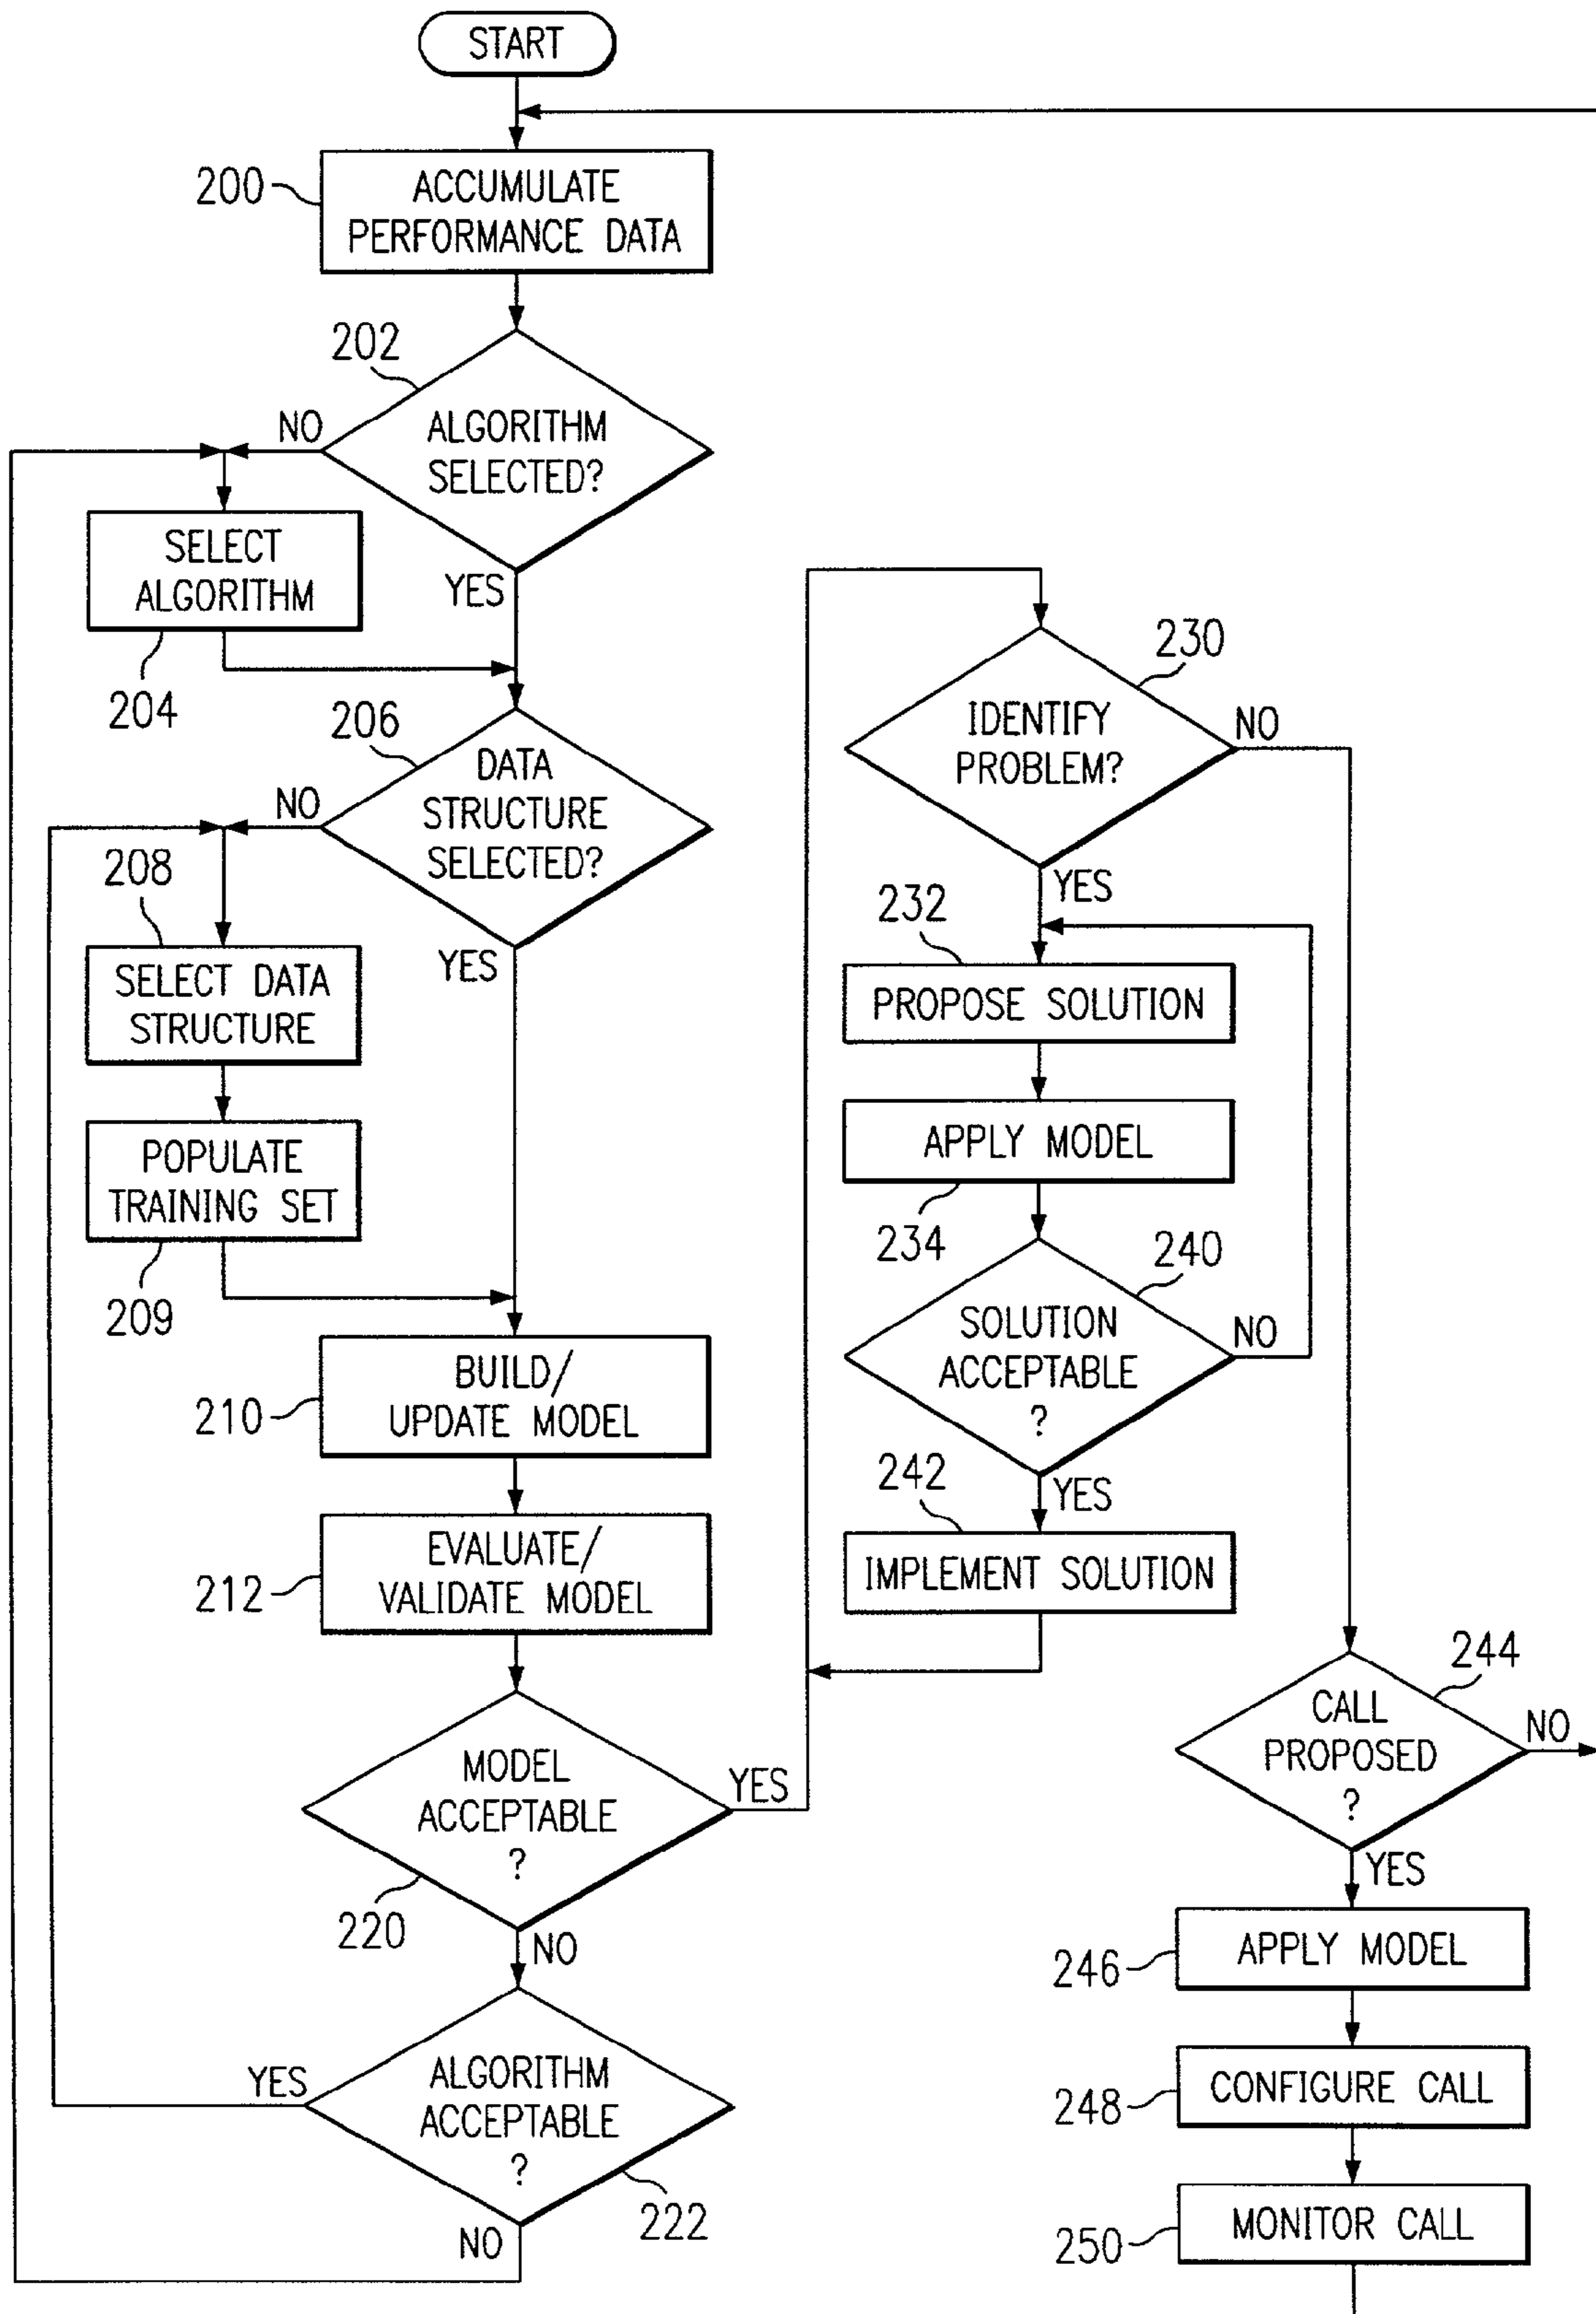 START
200
ACCUMULATE
PERFORMANCE DATA
202
ALGORITHM
SELECTED?
NO
YES
SELECT
ALGORITHM
204
206
DATA
STRUCTURE
SELECTED?
NO
YES
208
SELECT DATA
STRUCTURE
POPULATE
TRAINING SET
209
210
BUILD/
UPDATE MODEL
212
EVALUATE/
VALIDATE MODEL
MODEL
ACCEPTABLE
?
YES
220
NO
ALGORITHM
ACCEPTABLE
?
YES
222
NO
230
IDENTIFY
PROBLEM?
NO
YES
232
PROPOSE SOLUTION
APPLY MODEL
234
240
SOLUTION
ACCEPTABLE
?
NO
YES
242
IMPLEMENT SOLUTION
244
CALL
PROPOSED
?
NO
YES
246
APPLY MODEL
248
CONFIGURE CALL
250
MONITOR CALL